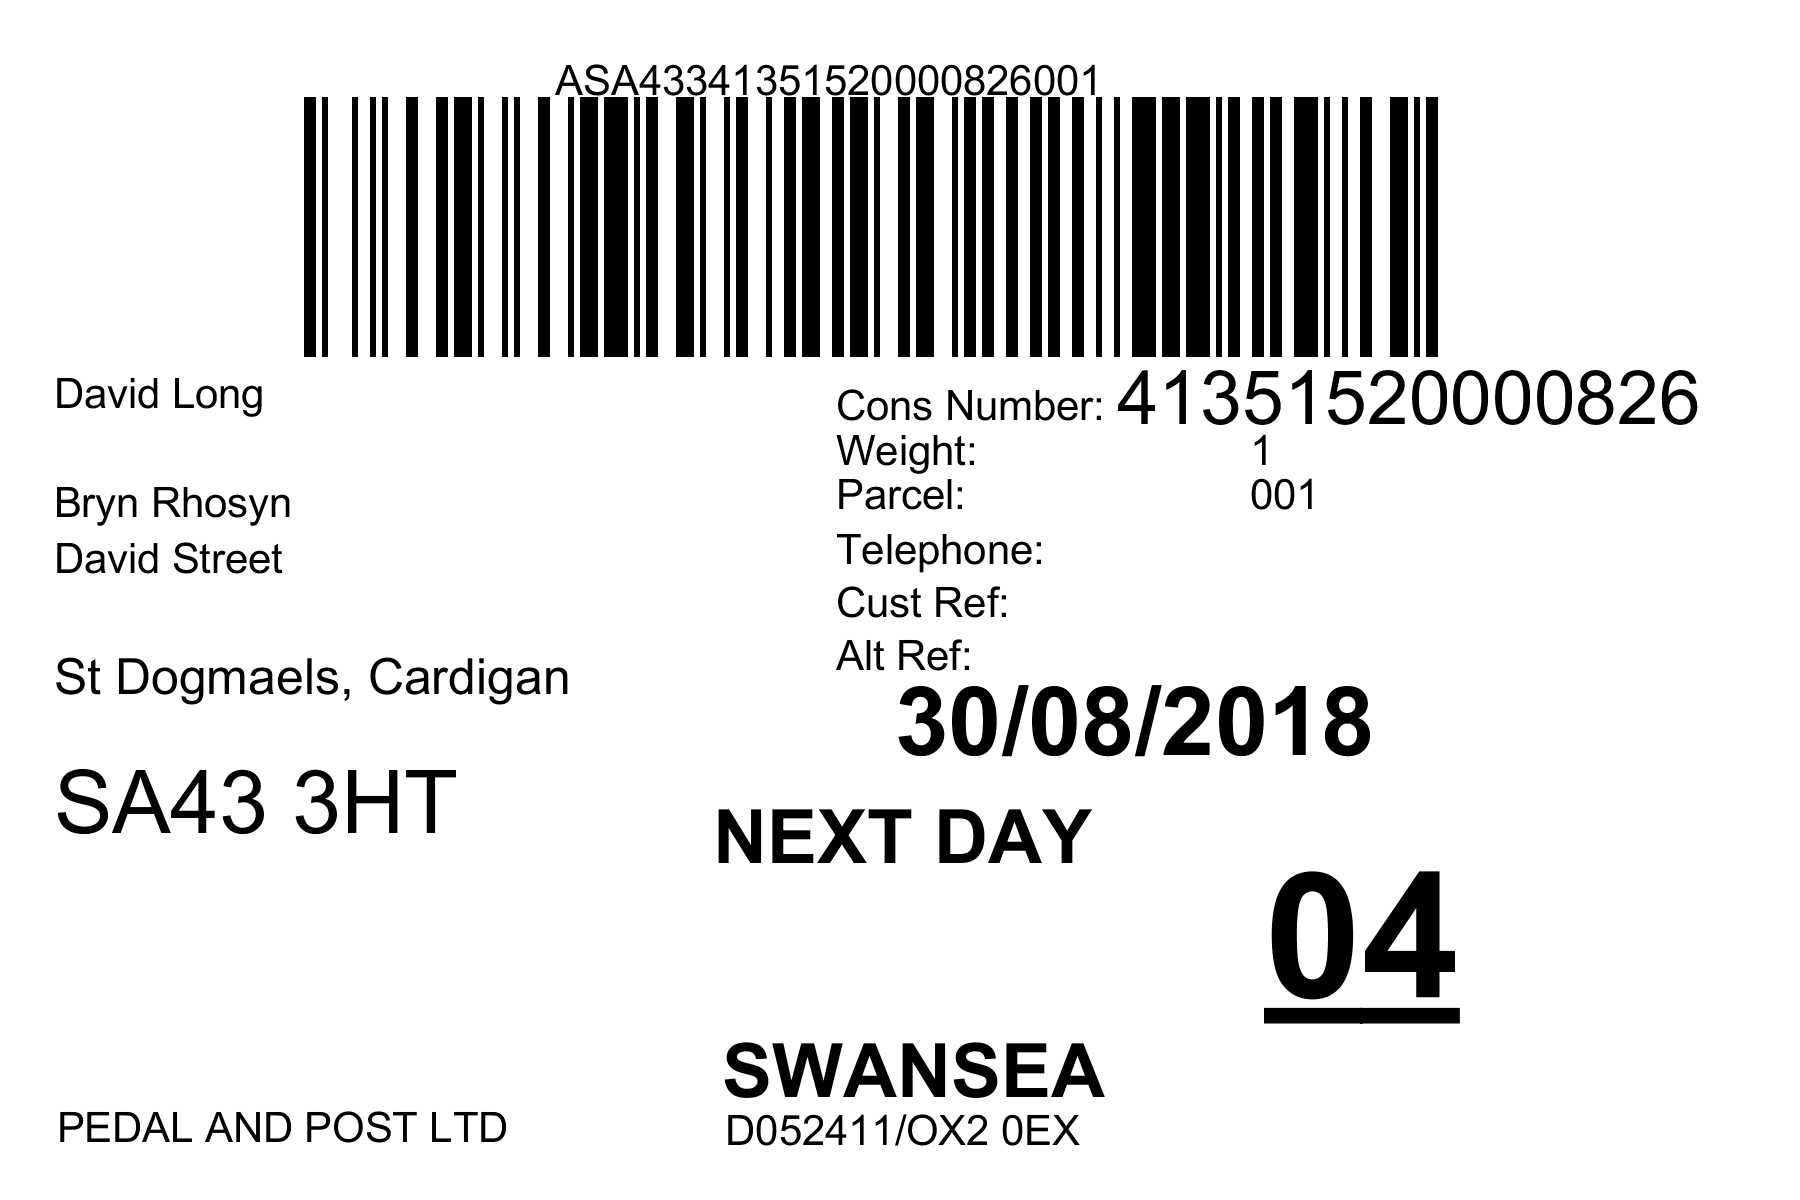 ASA43341351520000826001
David Long
Cons Number: 41351520000826
Weight: 1
Parcel: 001
Bryn Rhosyn
David Street
Telephone:
Cust Ref:
Alt Ref:
St Dogmaels, Cardigan
30/08/2018
SA43 3HT
NEXT DAY
04
SWANSEA
PEDAL AND POST LTD
D052411/OX2 0EX